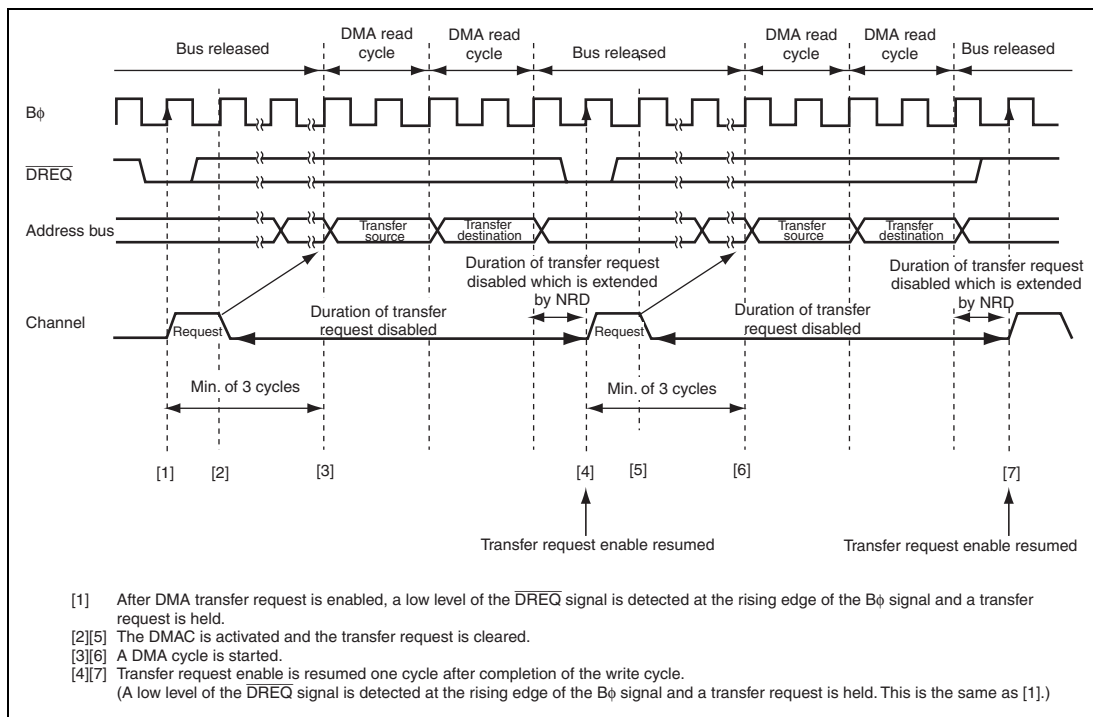 Bus released
DMA read
cycle
DMA read
cycle
Bus released
DMA read
cycle
DMA read
cycle
Bus released
Bφ
DREQ
Address bus
Transfer
source
Transfer
destination
Transfer
source
Transfer
destination
Channel
Request
Duration of transfer
request disabled
Duration of transfer request
disabled which is extended
by NRD
Request
Duration of transfer
request disabled
Duration of transfer request
disabled which is extended
by NRD
Min. of 3 cycles
Min. of 3 cycles
[1] [2] [3] [4] [5] [6] [7]
Transfer request enable resumed
Transfer request enable resumed
[1] After DMA transfer request is enabled, a low level of the DREQ signal is detected at the rising edge of the Bφ signal and a transfer
request is held.
[2][5] The DMAC is activated and the transfer request is cleared.
[3][6] A DMA cycle is started.
[4][7] Transfer request enable is resumed one cycle after completion of the write cycle.
(A low level of the DREQ signal is detected at the rising edge of the Bφ signal and a transfer request is held. This is the same as [1].)